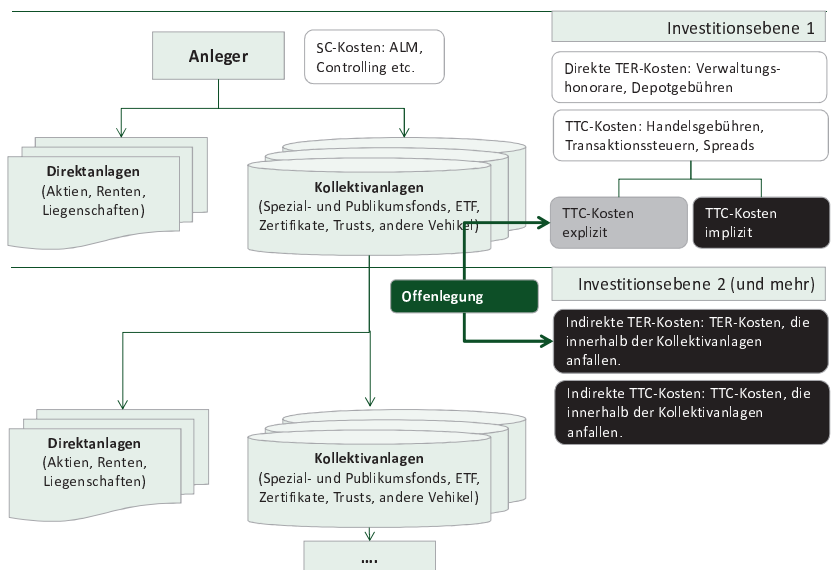 Investitionsebene 1
Anleger
SC-Kosten: ALM,
Controlling etc.
Direkte TER-Kosten: Verwaltungs-
honorare, Depotgebühren
TTC-Kosten: Handelsgebühren,
Transaktionssteuern, Spreads
Direktanlagen
(Aktien, Renten,
Liegenschaften)
Kollektivanlagen
(Spezial- und Publikumsfonds, ETF,
Zertifikate, Trusts, andere Vehikel)
TTC-Kosten
explizit
TTC-Kosten
implizit
Offenlegung
Investitionsebene 2 (und mehr)
Indirekte TER-Kosten: TER-Kosten, die
innerhalb der Kollektivanlagen
anfallen.
Indirekte TTC-Kosten: TTC-Kosten, die
innerhalb der Kollektivanlagen
anfallen.
Direktanlagen
(Aktien, Renten,
Liegenschaften)
Kollektivanlagen
(Spezial- und Publikumsfonds, ETF,
Zertifikate, Trusts, andere Vehikel)
....